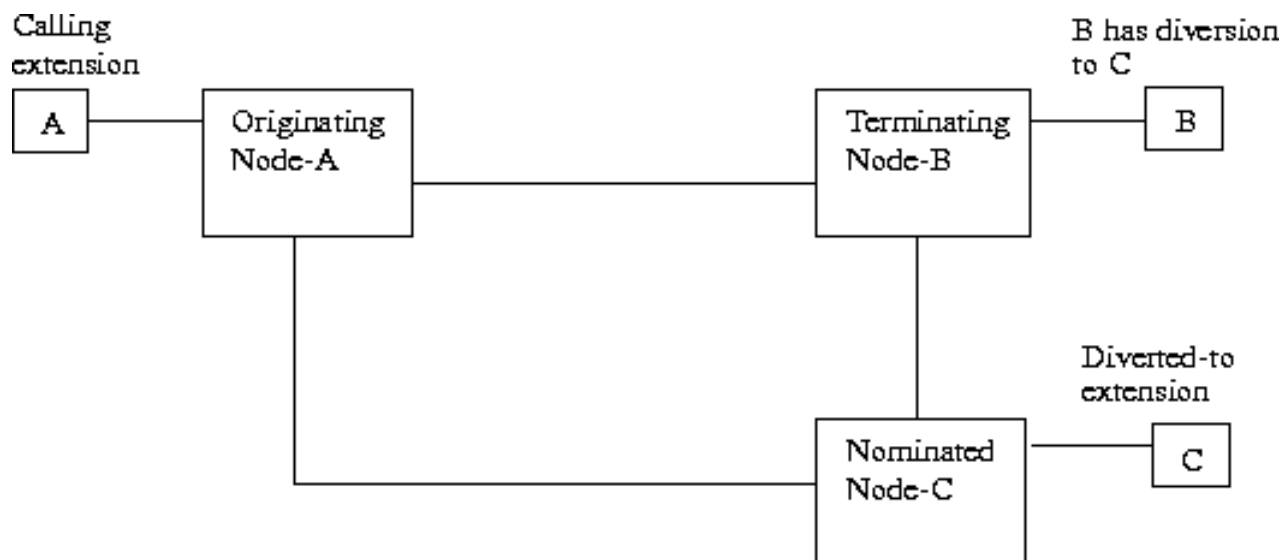 Calling
extension
A
Originating
Node-A
Terminating
Node-B
B has diversion
to C
B
Nominated
Node-C
Diverted-to
extension
C